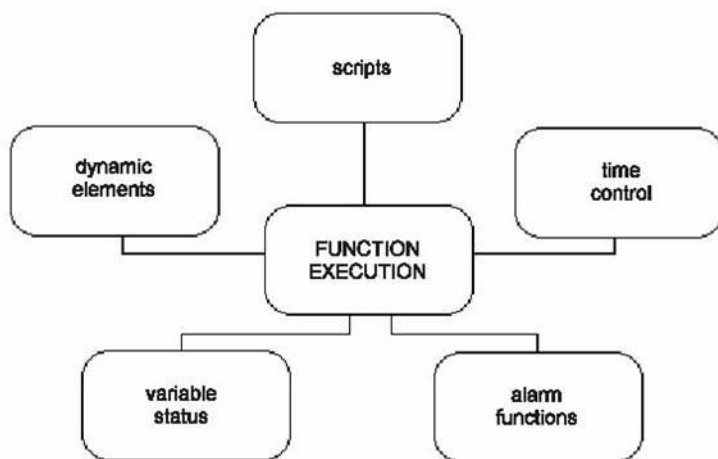 scripts
dynamic
elements
time
control
FUNCTION
EXECUTION
variable
status
alarm
functions